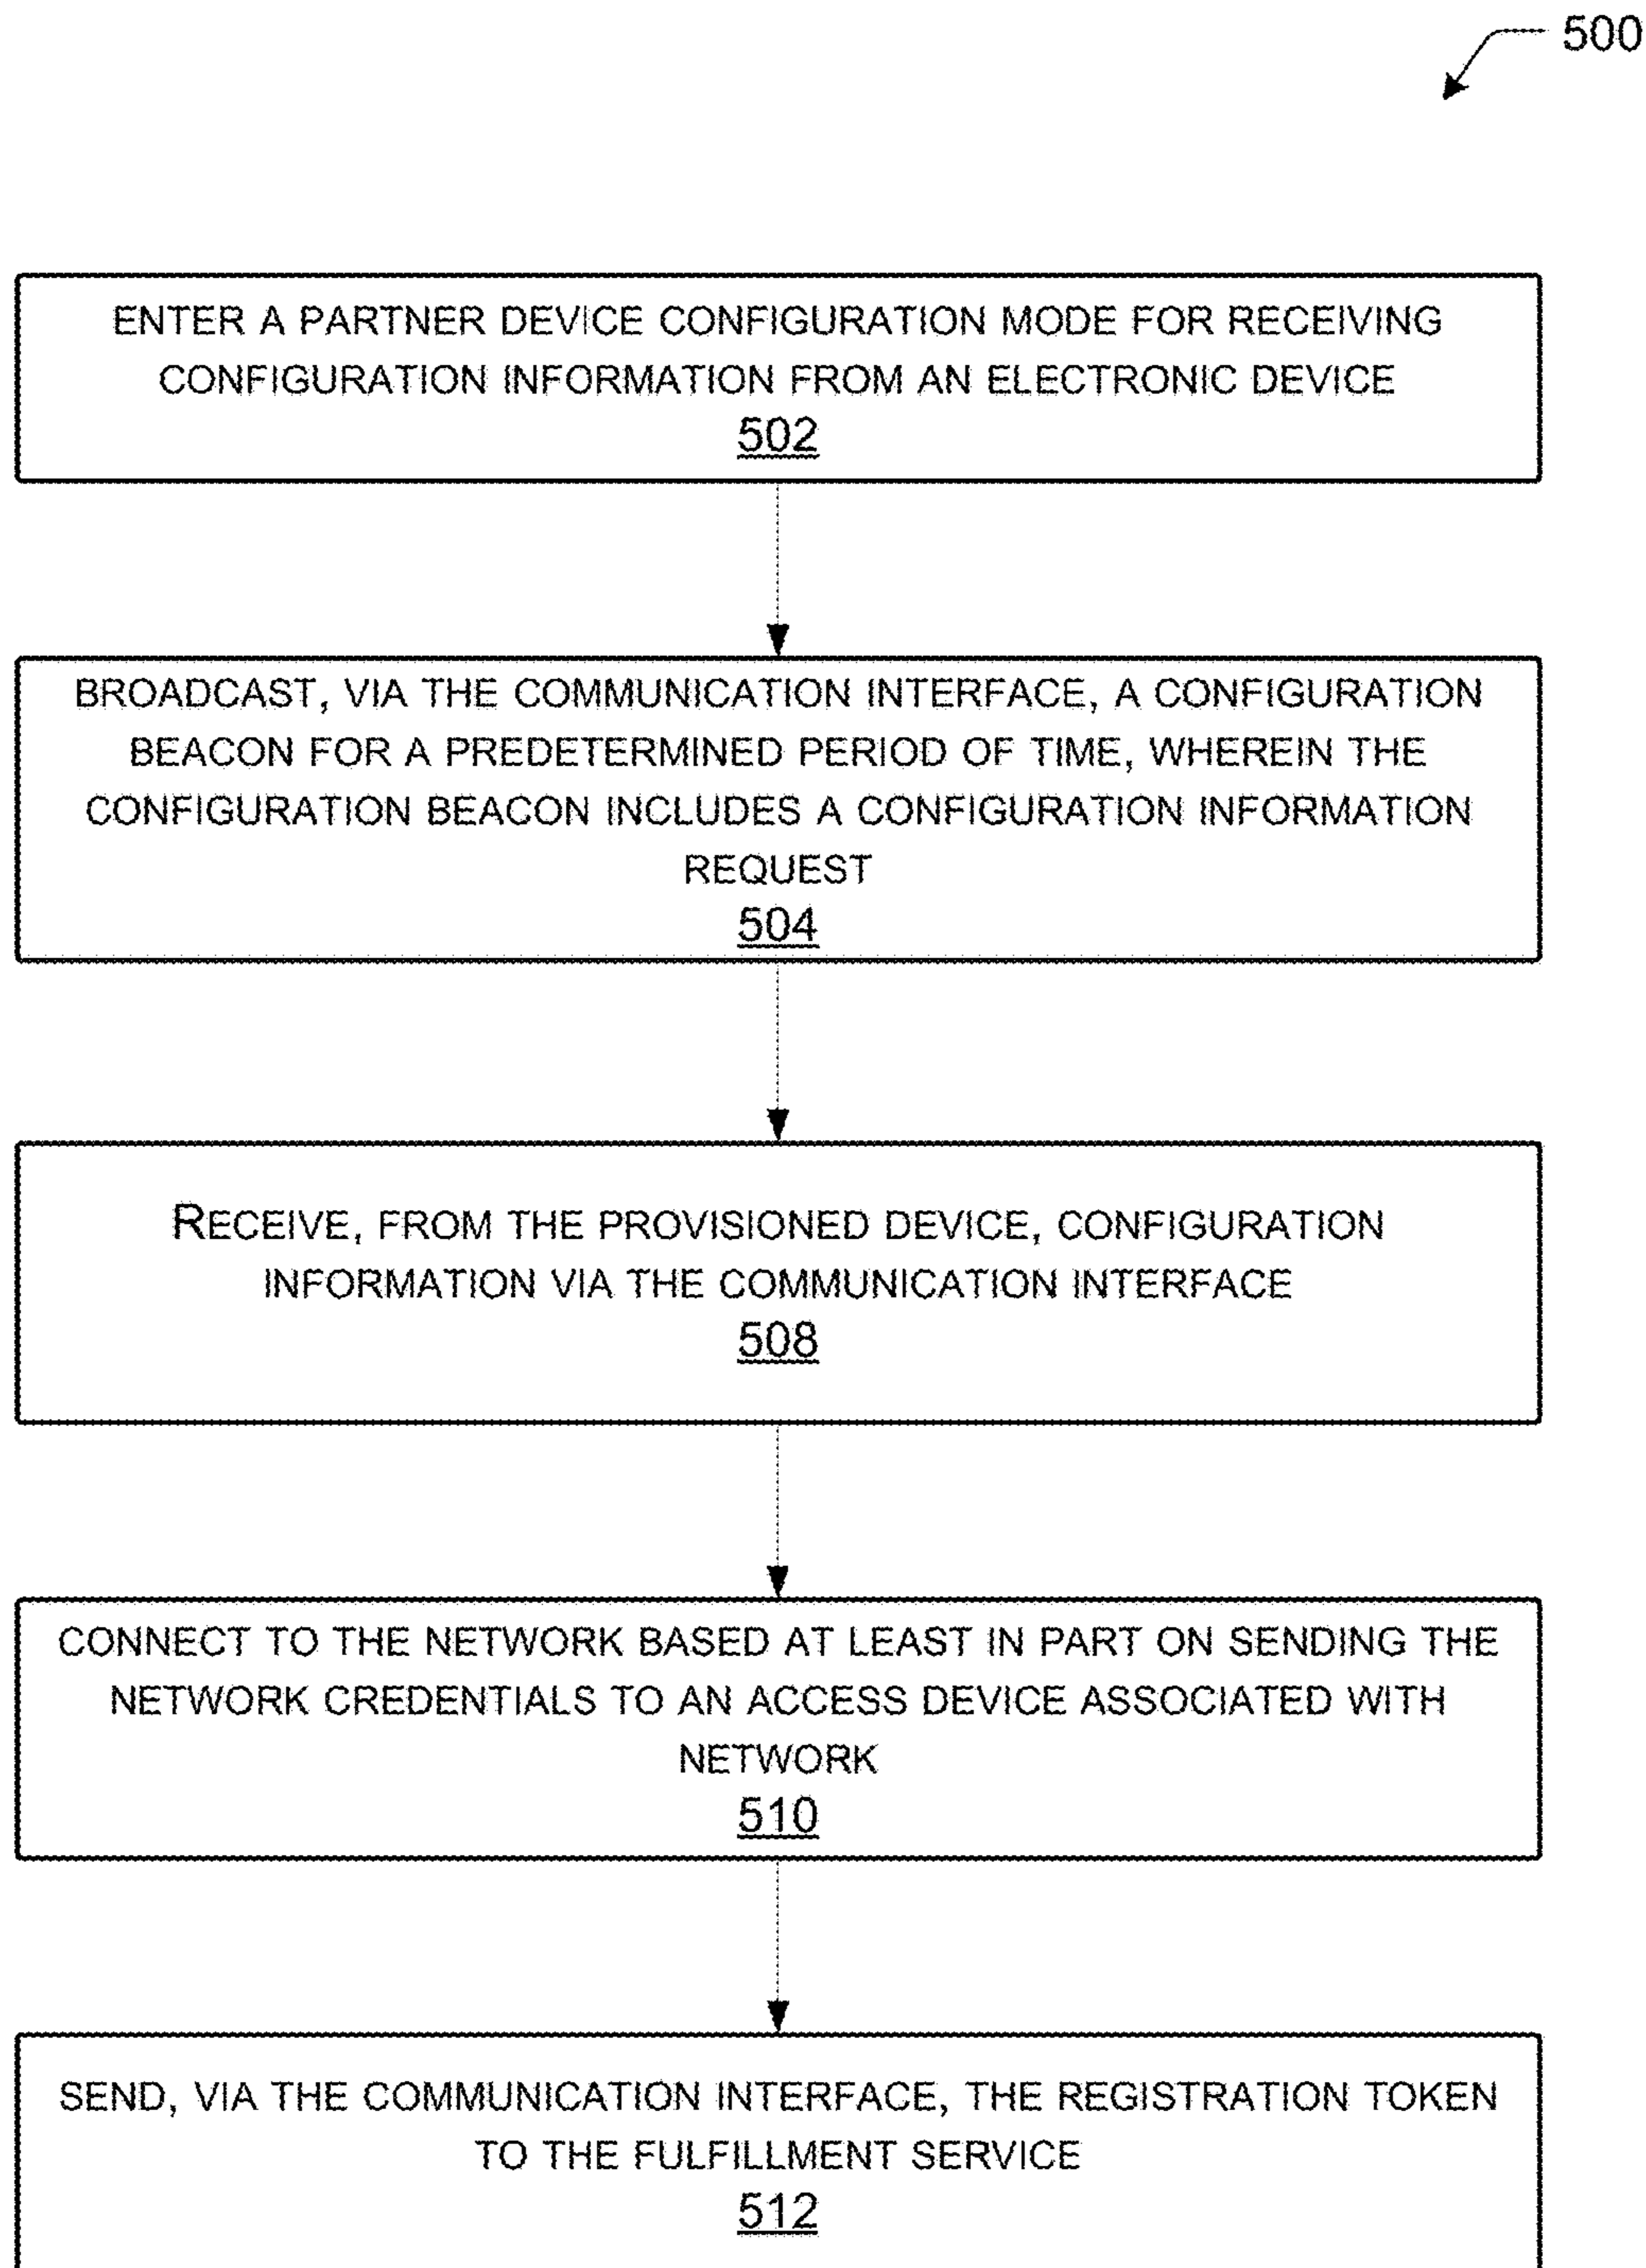 500
ENTER A PARTNER DEVICE CONFIGURATION MODE FOR RECEIVING
CONFIGURATION INFORMATION FROM AN ELECTRONIC DEVICE
502
BROADCAST, VIA THE COMMUNICATION INTERFACE, A CONFIGURATION
BEACON FOR A PREDETERMINED PERIOD OF TIME, WHEREIN THE
CONFIGURATION BEACON INCLUDES A CONFIGURATION INFORMATION
REQUEST
504
RECEIVE, FROM THE PROVISIONED DEVICE, CONFIGURATION
INFORMATION VIA THE COMMUNICATION INTERFACE
508
CONNECT TO THE NETWORK BASED AT LEAST IN PART ON SENDING THE
NETWORK CREDENTIALS TO AN ACCESS DEVICE ASSOCIATED WITH
NETWORK
510
SEND, VIA THE COMMUNICATION INTERFACE, THE REGISTRATION TOKEN
TO THE FULFILLMENT SERVICE
512